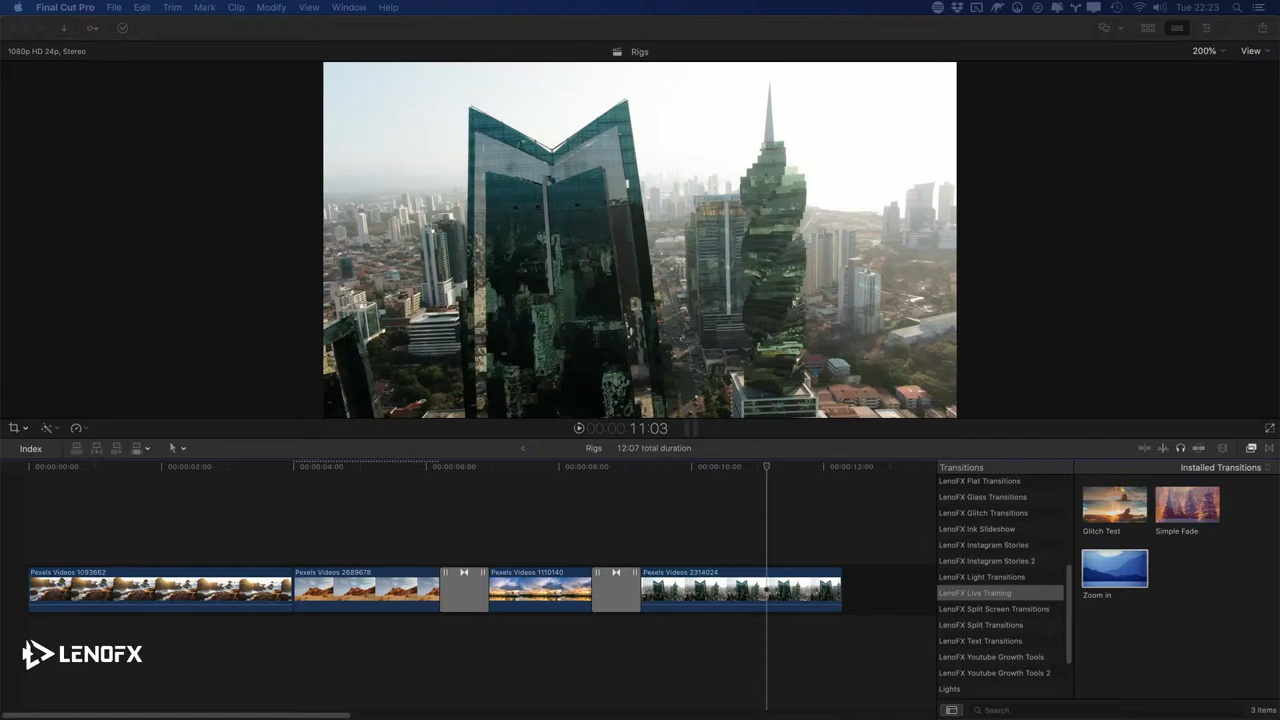 Final Cut Pro File Edit Trim Mark Clip Modify View Window Help
Tue 22:23
1080p HD 24p, Stereo
Rigs
200%
View
00:00:00:11:03
Index
Rigs
12:07 total duration
00:00:00:00
00:00:02:00
00:00:04:00
00:00:06:00
00:00:08:00
00:00:10:00
00:00:12:00
Pexels Videos 1093662
Pexels Videos 2689678
Pexels Videos 1110140
Pexels Videos 2314024
LENOFX
Transitions
LenoFX Flat Transitions
LenoFX Glass Transitions
LenoFX Glitch Transitions
LenoFX Ink Slideshow
LenoFX Instagram Stories
LenoFX Instagram Stories 2
LenoFX Light Transitions
LenoFX Live Training
LenoFX Split Screen Transitions
LenoFX Split Transitions
LenoFX Text Transitions
LenoFX Youtube Growth Tools
LenoFX Youtube Growth Tools 2
Lights
Installed Transitions
Glitch Test
Simple Fade
Zoom in
Search
3 items